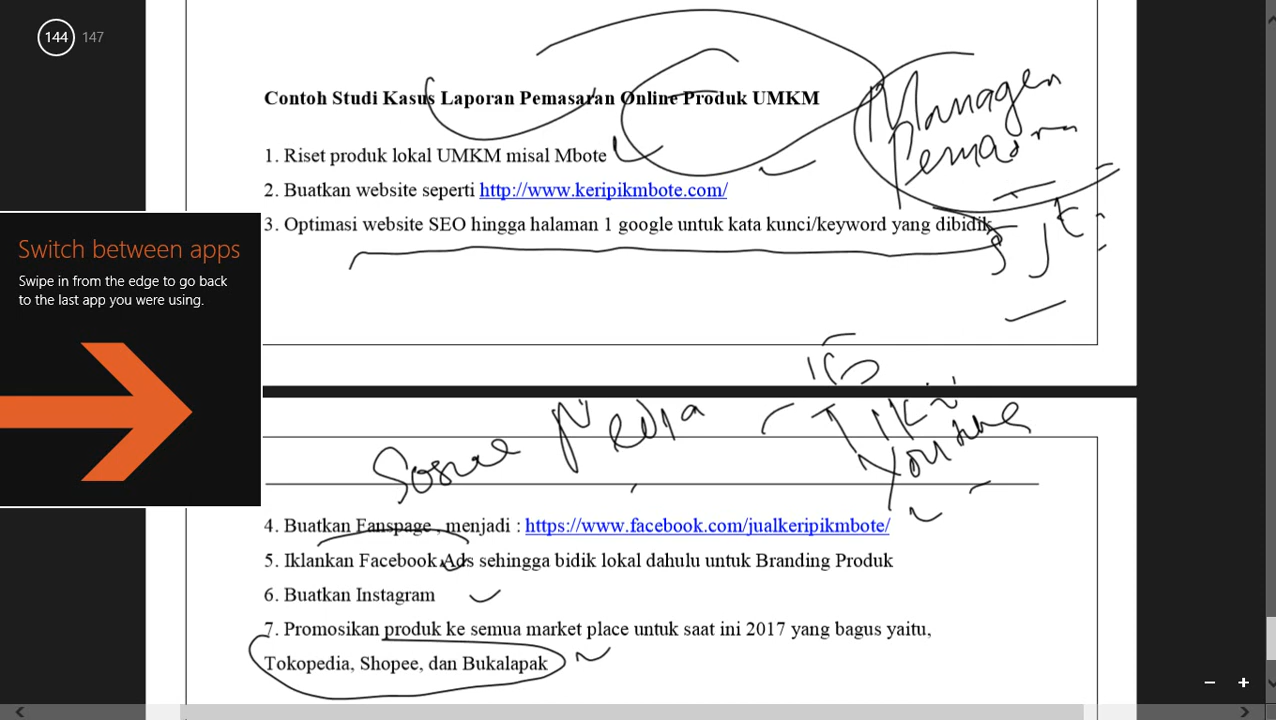 144 147
Contoh Studi Kasus Laporan Pemasaran Online Produk UMKM
Managen
Pemasa
1. Riset produk lokal UMKM misal Mbote
2. Buatkan website seperti http://www.keripikmbote.com/
3. Optimasi website SEO hingga halaman 1 google untuk kata kunci/keyword yang dibidik
5 Jt
Switch between apps
Swipe in from the edge to go back
to the last app you were using.
IG
Media
4. Buatkan Fanspage , menjadi : https://www.facebook.com/jualkeripikmbote/
5. Iklankan Facebook Ads sehingga bidik lokal dahulu untuk Branding Produk
6. Buatkan Instagram
7. Promosikan produk ke semua market place untuk saat ini 2017 yang bagus yaitu,
Tokopedia, Shopee, dan Bukalapak